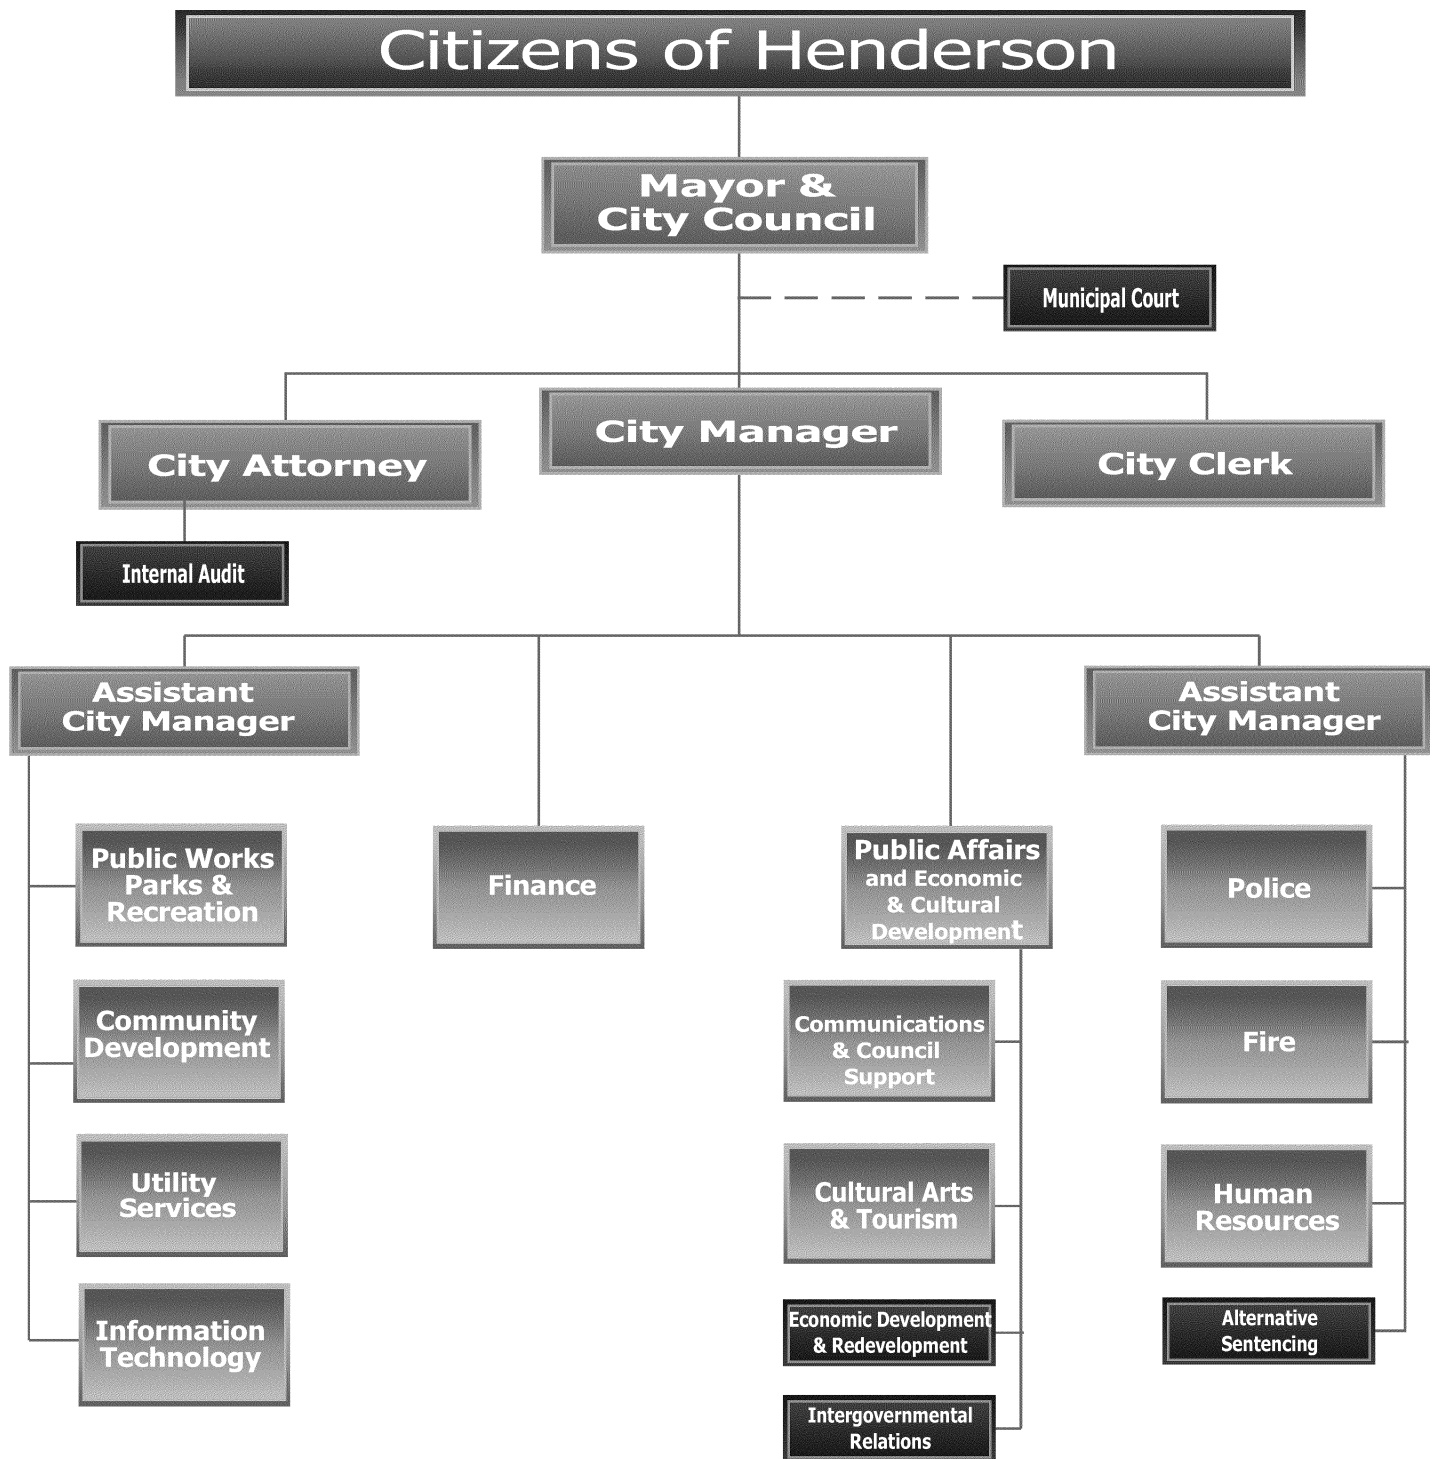 Citizens of Henderson
Mayor &
City Council
Municipal Court
City Attorney
City Manager
City Clerk
Internal Audit
Assistant
City Manager
Assistant
City Manager
Public Works
Parks &
Recreation
Finance
Public Affairs
and Economic
& Cultural
Development
Police
Community
Development
Communications
& Council
Support
Fire
Utility
Services
Cultural Arts
& Tourism
Human
Resources
Information
Technology
Economic Development
& Redevelopment
Alternative
Sentencing
Intergovernmental
Relations